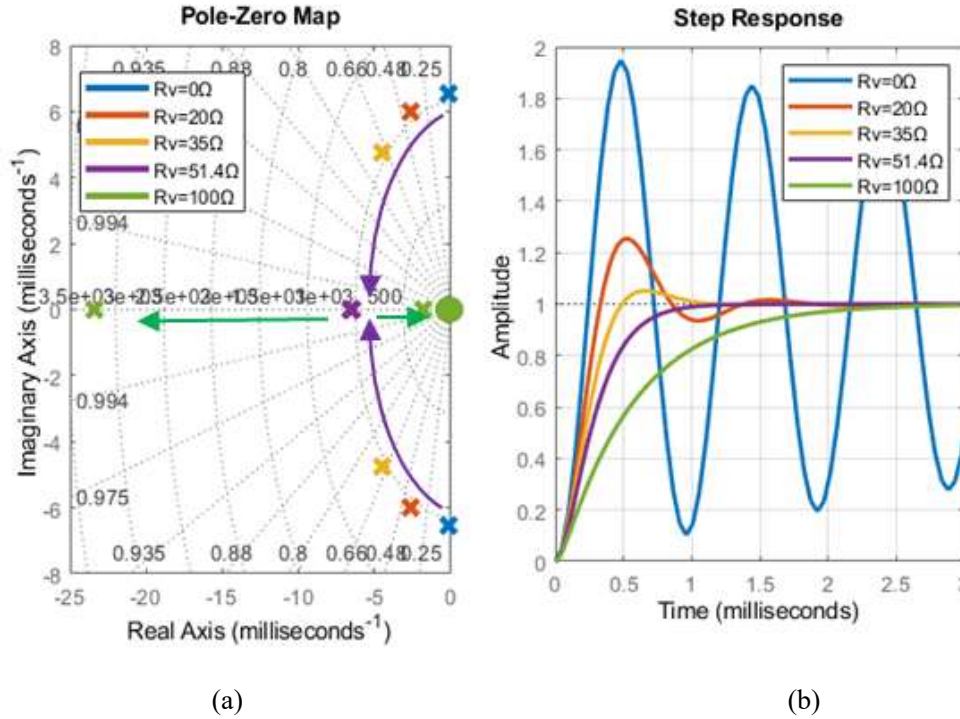 Pole-Zero Map
8
6
4
2
0
-2
-4
-6
-8
Imaginary Axis (milliseconds⁻¹)
0.935 0.88 0.8 0.66 0.48 0.25
Rv=0Ω
Rv=20Ω
Rv=35Ω
Rv=51.4Ω
Rv=100Ω
0.994
500
0.994
0.975
0.935 0.88 0.8 0.66 0.48 0.25
-25 -20 -15 -10 -5 0
Real Axis (milliseconds⁻¹)
(a)
Step Response
2
1.8
1.6
1.4
1.2
1
0.8
0.6
0.4
0.2
0
Amplitude
Rv=0Ω
Rv=20Ω
Rv=35Ω
Rv=51.4Ω
Rv=100Ω
0 0.5 1 1.5 2 2.5
Time (milliseconds)
(b)